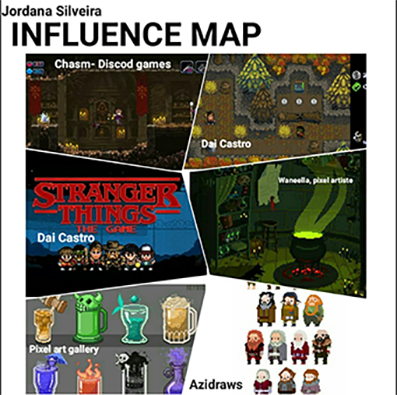 Jordana Silveira
INFLUENCE MAP
Chasm- Discod games
Dai Castro
STRANGER
THINGS
THE GAME
Dai Castro
Waneella, pixel artiste
Pixel art gallery
Azidraws